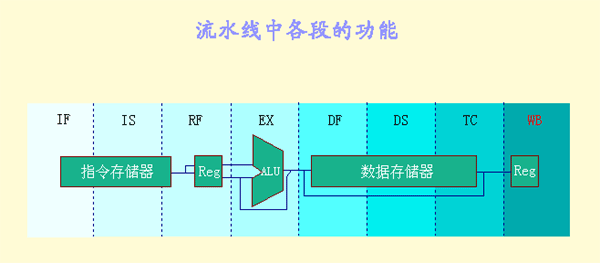 流水线中各段的功能
IF IS RF EX DF DS TC WB
指令存储器 Reg ALU 数据存储器 Reg